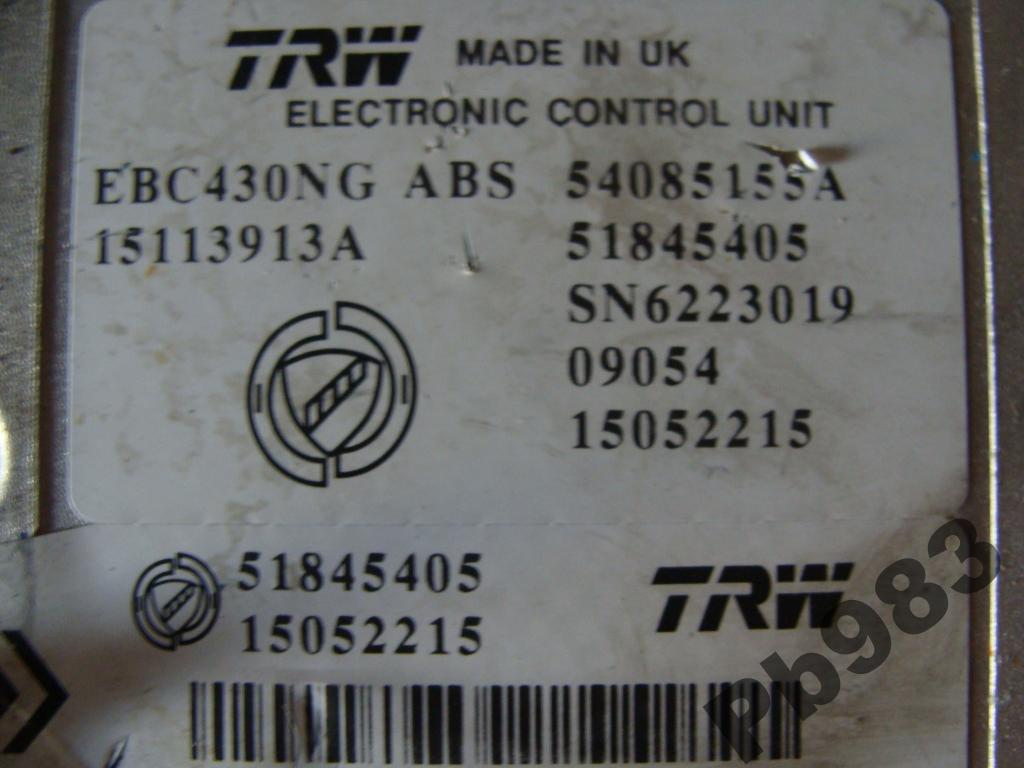 TRW MADE IN UK
ELECTRONIC CONTROL UNIT
EBC430NG ABS 54085155A
15113913A 51845405
SN6223019
09054
15052215
51845405
15052215
TRW
Pb983